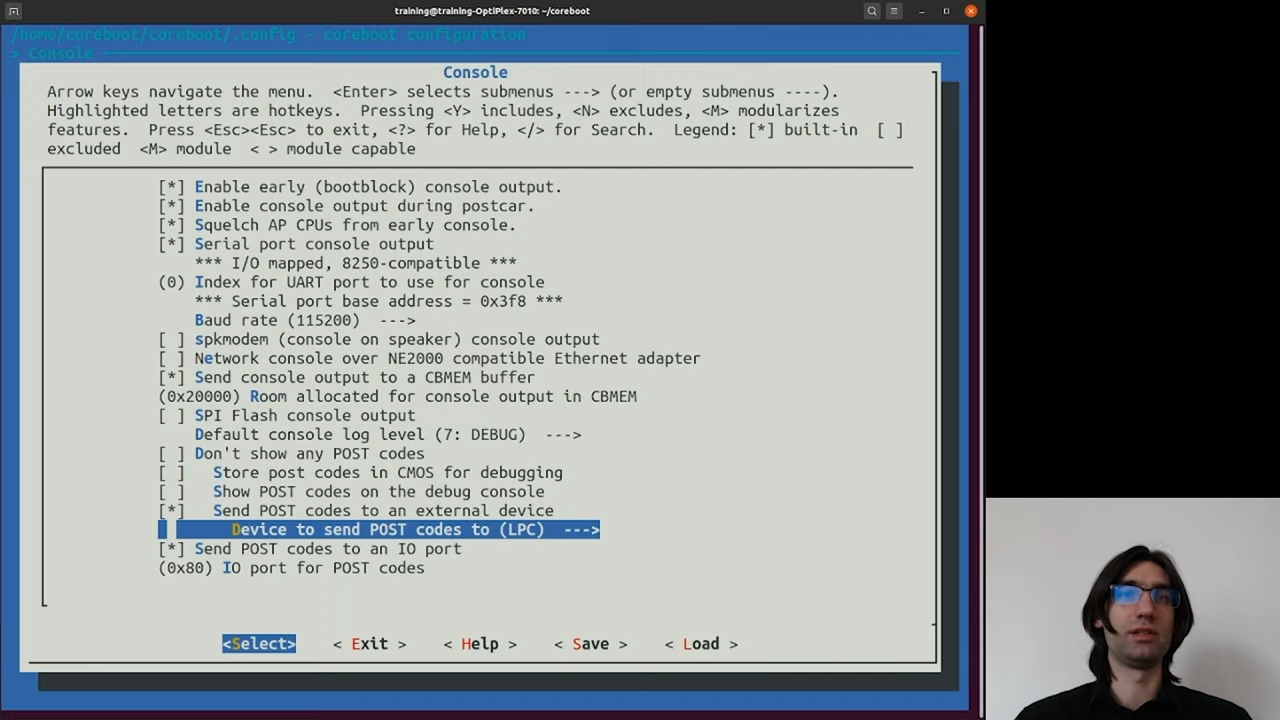 training@training-OptiPlex-7010: ~/coreboot
/home/coreboot/coreboot/.config - coreboot configuration
> Console
Console
Arrow keys navigate the menu.  <Enter> selects submenus ---> (or empty submenus ----).
Highlighted letters are hotkeys.  Pressing <Y> includes, <N> excludes, <M> modularizes
features.  Press <Esc><Esc> to exit, <?> for Help, </> for Search.  Legend: [*] built-in  [ ]
excluded  <M> module  < > module capable
[*] Enable early (bootblock) console output.
[*] Enable console output during postcar.
[*] Squelch AP CPUs from early console.
[*] Serial port console output
*** I/O mapped, 8250-compatible ***
(0) Index for UART port to use for console
*** Serial port base address = 0x3f8 ***
Baud rate (115200)  --->
[ ] spkmodem (console on speaker) console output
[ ] Network console over NE2000 compatible Ethernet adapter
[*] Send console output to a CBMEM buffer
(0x20000) Room allocated for console output in CBMEM
[ ] SPI Flash console output
Default console log level (7: DEBUG)  --->
[ ] Don't show any POST codes
[ ]   Store post codes in CMOS for debugging
[ ]   Show POST codes on the debug console
[*]   Send POST codes to an external device
Device to send POST codes to (LPC)  --->
[*] Send POST codes to an IO port
(0x80) IO port for POST codes
<Select>    < Exit >    < Help >    < Save >    < Load >